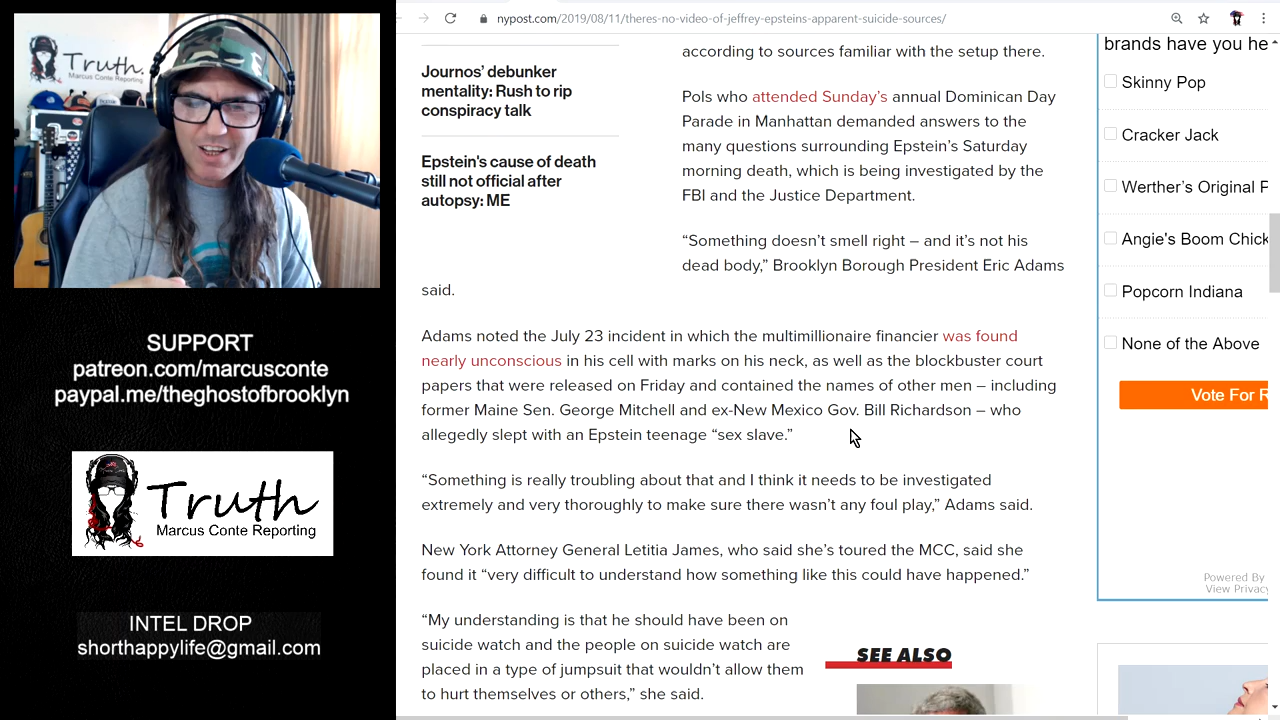 Truth.
Marcus Conte Reporting
SUPPORT
patreon.com/marcusconte
paypal.me/theghostofbrooklyn
Truth
Marcus Conte Reporting
INTEL DROP
shorthappylife@gmail.com
nypost.com/2019/08/11/theres-no-video-of-jeffrey-epsteins-apparent-suicide-sources/
Journos' debunker
mentality: Rush to rip
conspiracy talk
Epstein's cause of death
still not official after
autopsy: ME
according to sources familiar with the setup there.
Pols who attended Sunday's annual Dominican Day
Parade in Manhattan demanded answers to the
many questions surrounding Epstein's Saturday
morning death, which is being investigated by the
FBI and the Justice Department.
“Something doesn't smell right – and it's not his
dead body,” Brooklyn Borough President Eric Adams
said.
Adams noted the July 23 incident in which the multimillionaire financier was found
nearly unconscious in his cell with marks on his neck, as well as the blockbuster court
papers that were released on Friday and contained the names of other men – including
former Maine Sen. George Mitchell and ex-New Mexico Gov. Bill Richardson – who
allegedly slept with an Epstein teenage “sex slave.”
“Something is really troubling about that and I think it needs to be investigated
extremely and very thoroughly to make sure there wasn't any foul play,” Adams said.
New York Attorney General Letitia James, who said she's toured the MCC, said she
found it “very difficult to understand how something like this could have happened.”
“My understanding is that he should have been on
suicide watch and the people on suicide watch are
placed in a type of jumpsuit that wouldn't allow them
to hurt themselves or others,” she said.
SEE ALSO
brands have you he
Skinny Pop
Cracker Jack
Werther's Original P
Angie's Boom Chick
Popcorn Indiana
None of the Above
Vote For R
Powered By
View Privacy